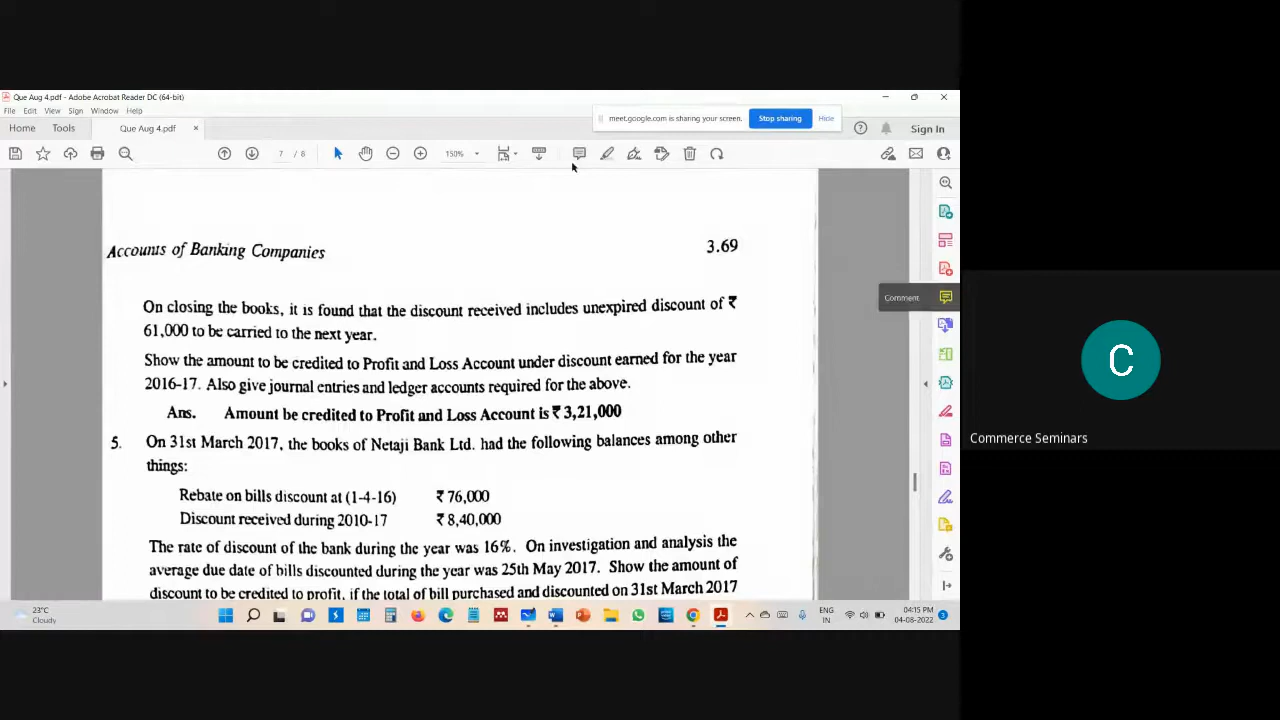 Que Aug 4.pdf - Adobe Acrobat Reader DC (64-bit)
File Edit View Sign Window Help
meet.google.com is sharing your screen. Stop sharing Hide
Home Tools Que Aug 4.pdf × Sign In
7 / 8 150%
Accounts of Banking Companies 3.69
On closing the books, it is found that the discount received includes unexpired discount of ₹
61,000 to be carried to the next year.
Comment
Show the amount to be credited to Profit and Loss Account under discount earned for the year
2016-17. Also give journal entries and ledger accounts required for the above.
Ans. Amount be credited to Profit and Loss Account is ₹ 3,21,000
5. On 31st March 2017, the books of Netaji Bank Ltd. had the following balances among other
things:
Rebate on bills discount at (1-4-16) ₹ 76,000
Discount received during 2010-17 ₹ 8,40,000
The rate of discount of the bank during the year was 16%. On investigation and analysis the
average due date of bills discounted during the year was 25th May 2017. Show the amount of
discount to be credited to profit, if the total of bill purchased and discounted on 31st March 2017
23°C
Cloudy
ENG
IN
04:15 PM
04-08-2022
3
C
Commerce Seminars